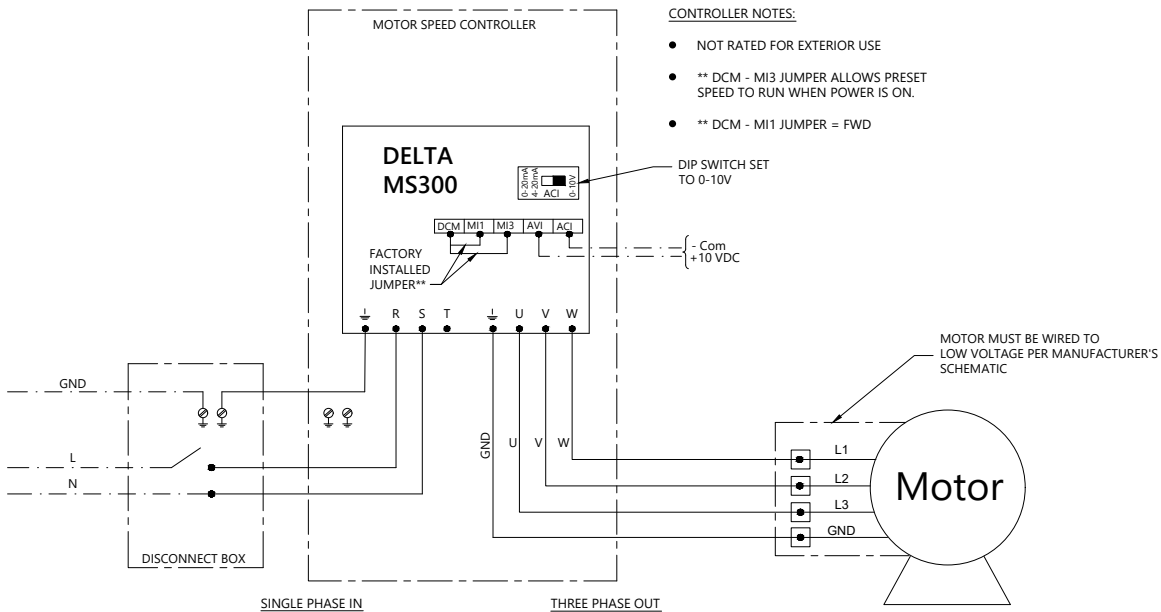 MOTOR SPEED CONTROLLER
CONTROLLER NOTES:
● NOT RATED FOR EXTERIOR USE
● ** DCM - MI3 JUMPER ALLOWS PRESET
SPEED TO RUN WHEN POWER IS ON.
● ** DCM - MI1 JUMPER = FWD
DELTA
MS300
0-20mA
4-20mA
ACI
0-10V
DIP SWITCH SET
TO 0-10V
DCM MI1 MI3 AVI ACI
FACTORY
INSTALLED
JUMPER**
- Com
+10 VDC
R S T U V W
MOTOR MUST BE WIRED TO
LOW VOLTAGE PER MANUFACTURER'S
SCHEMATIC
GND
L
N
DISCONNECT BOX
GND
U
V
W
L1
L2
L3
GND
Motor
SINGLE PHASE IN
THREE PHASE OUT